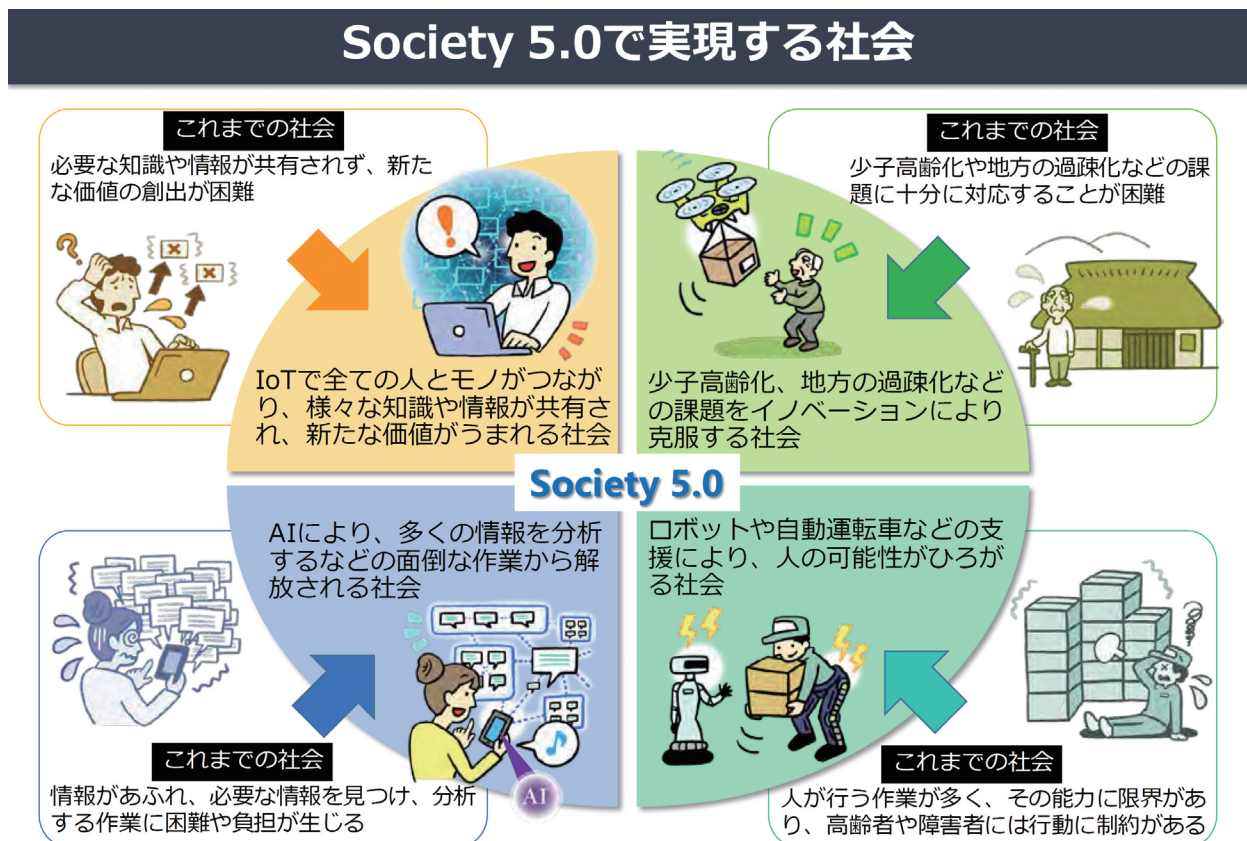 Society 5.0で実現する社会
これまでの社会
必要な知識や情報が共有されず、新た
な価値の創出が困難
IoTで全ての人とモノがつなが
り、様々な知識や情報が共有さ
れ、新たな価値がうまれる社会
これまでの社会
少子高齢化や地方の過疎化などの課
題に十分に対応することが困難
少子高齢化、地方の過疎化など
の課題をイノベーションにより
克服する社会
Society 5.0
AIにより、多くの情報を分析
するなどの面倒な作業から解
放される社会
AI
これまでの社会
情報があふれ、必要な情報を見つけ、分析
する作業に困難や負担が生じる
ロボットや自動運転車などの支
援により、人の可能性がひろが
る社会
これまでの社会
人が行う作業が多く、その能力に限界があ
り、高齢者や障害者には行動に制約がある